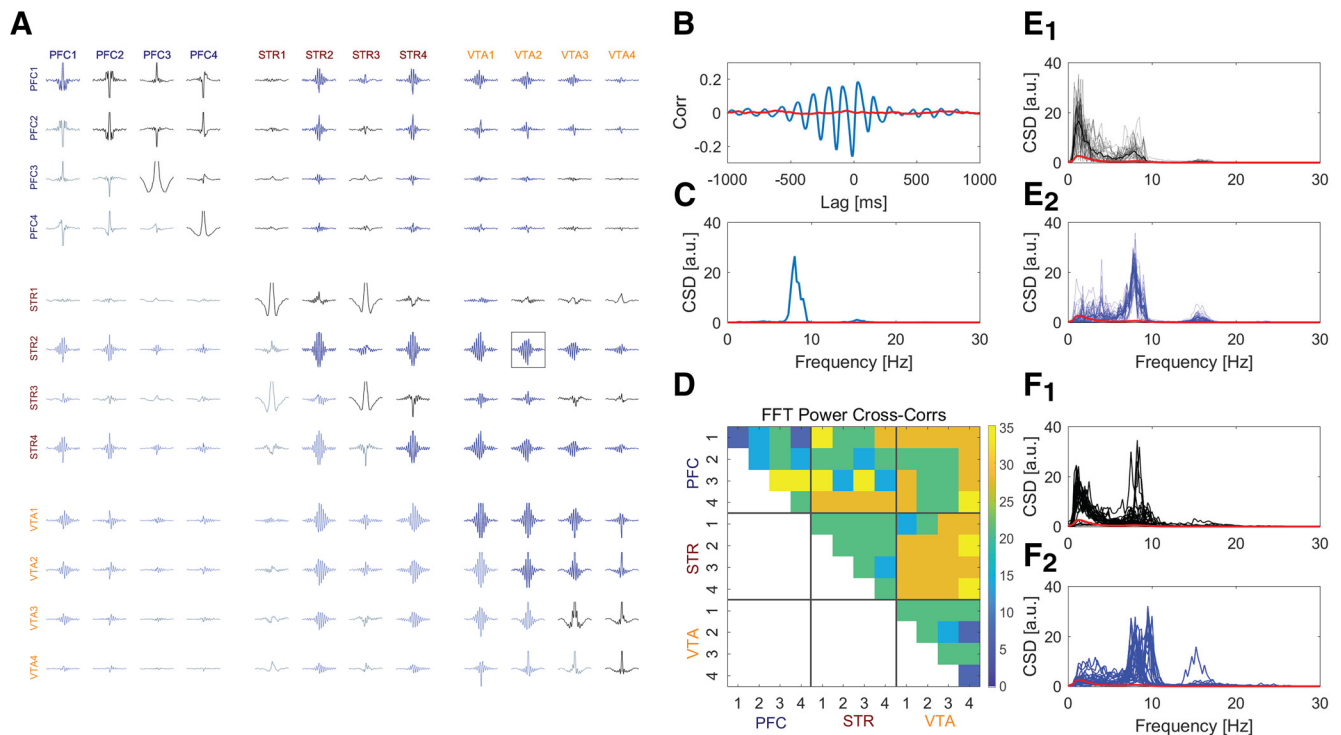 A
PFC1 PFC2 PFC3 PFC4 STR1 STR2 STR3 STR4 VTA1 VTA2 VTA3 VTA4
PFC1
PFC2
PFC3
PFC4
STR1
STR2
STR3
STR4
VTA1
VTA2
VTA3
VTA4
B
Corr
0.2
0
-0.2
-1000 -500 0 500 1000
Lag [ms]
C
CSD [a.u.]
40
20
0
0 10 20 30
Frequency [Hz]
D
FFT Power Cross-Corrs
PFC
1
2
3
4
STR
1
2
3
4
VTA
1
2
3
4
1 2 3 4 1 2 3 4 1 2 3 4
PFC STR VTA
35
30
25
20
15
10
5
0
E1
CSD [a.u.]
40
20
0
0 10 20 30
E2
CSD [a.u.]
40
20
0
0 10 20 30
Frequency [Hz]
F1
CSD [a.u.]
40
20
0
0 10 20 30
F2
CSD [a.u.]
40
20
0
0 10 20 30
Frequency [Hz]